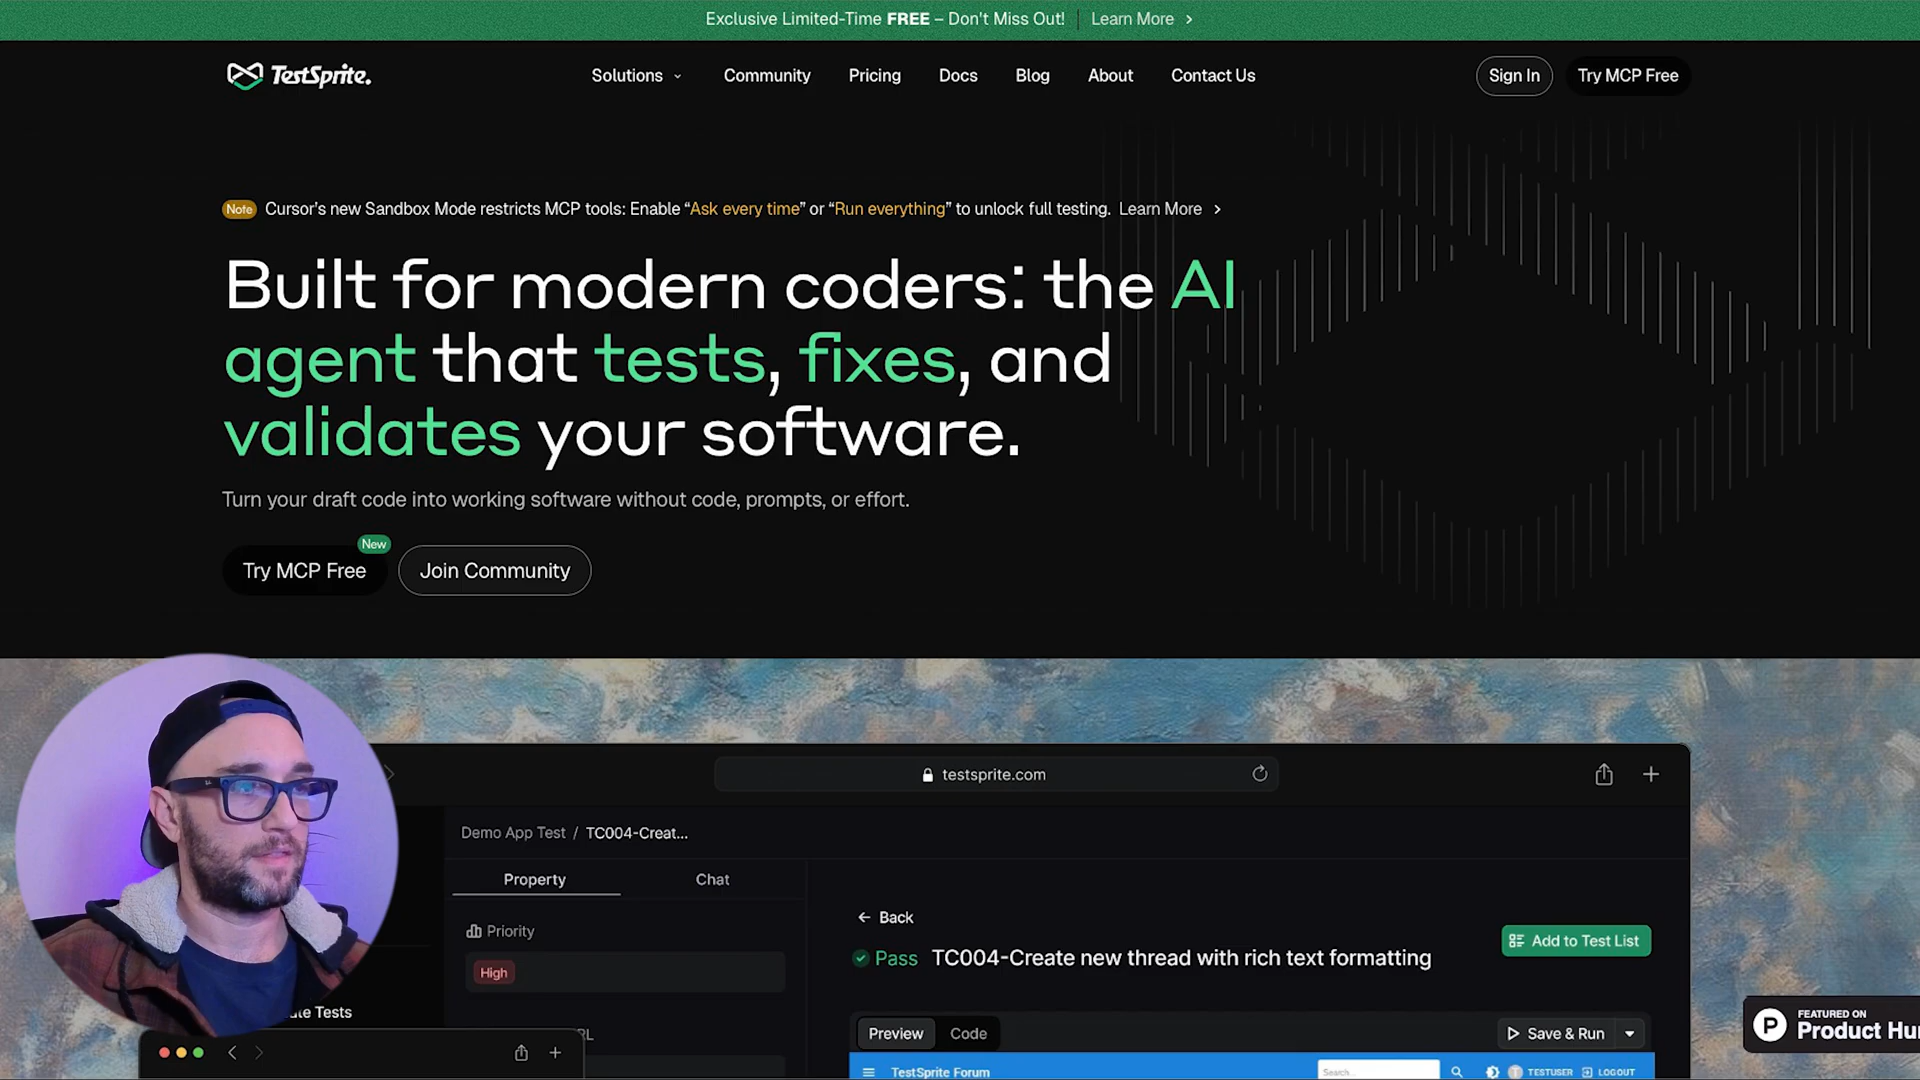 Exclusive Limited-Time FREE – Don't Miss Out! Learn More
TestSprite.
Solutions Community Pricing Docs Blog About Contact Us Sign In Try MCP Free
Note Cursor's new Sandbox Mode restricts MCP tools: Enable “Ask every time” or “Run everything” to unlock full testing. Learn More
Built for modern coders: the AI
agent that tests, fixes, and
validates your software.
Turn your draft code into working software without code, prompts, or effort.
New
Try MCP Free Join Community
testsprite.com
Demo App Test / TC004-Creat...
Property Chat
Back
Priority
Add to Test List
Pass TC004-Create new thread with rich text formatting
High
Tests
FEATURED ON
Product Hu
Preview Code Save & Run
TestSprite Forum Search... TESTUSER LOGOUT